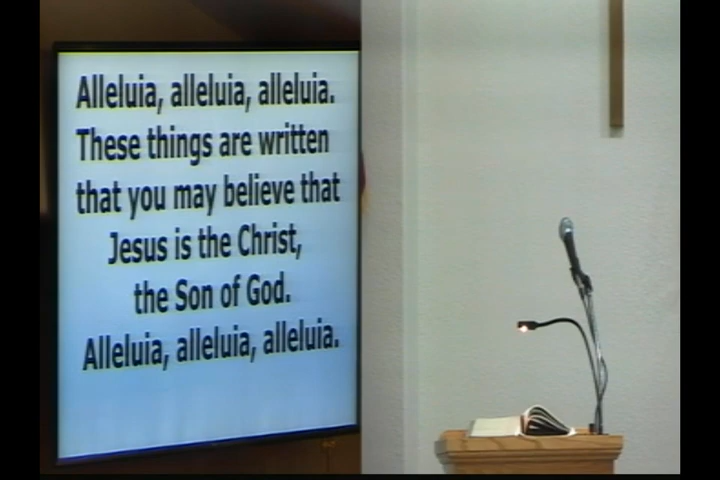 Alleluia, alleluia, alleluia.
These things are written
that you may believe that
Jesus is the Christ,
the Son of God.
Alleluia, alleluia, alleluia.